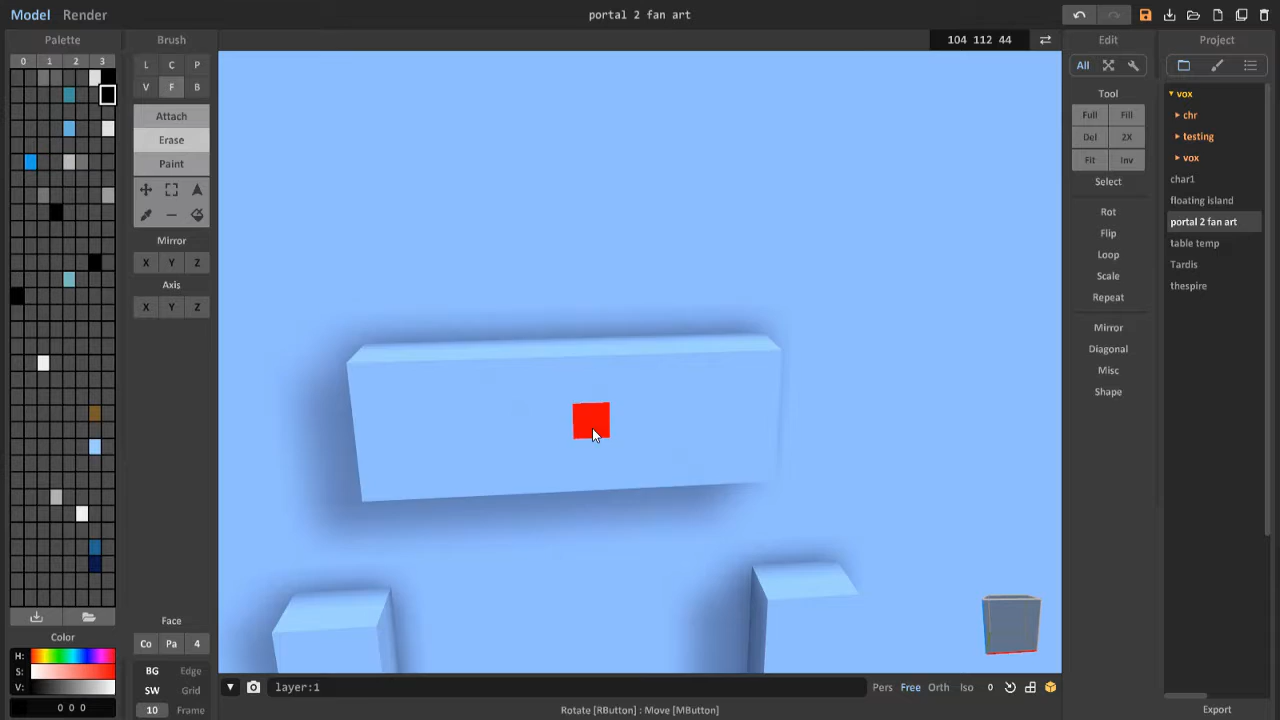 Model Render
portal 2 fan art
Palette
0 1 2 3
Color
H:
S:
V:
0 0 0
Brush
L C P
V F B
Attach
Erase
Paint
Mirror
X Y Z
Axis
X Y Z
Face
Co Pa 4
BG Edge
SW Grid
10 Frame
104 112 44
layer:1
Pers Free Orth Iso 0
Rotate [RButton] : Move [MButton]
Edit
All
Tool
Full Fill
Del 2X
Fit Inv
Select
Rot
Flip
Loop
Scale
Repeat
Mirror
Diagonal
Misc
Shape
Project
vox
chr
testing
vox
char1
floating island
portal 2 fan art
table temp
Tardis
thespire
Export